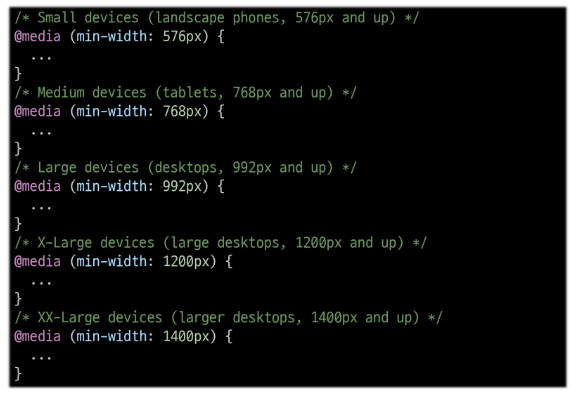 /* Small devices (landscape phones, 576px and up) */
@media (min-width: 576px) {
  ...
}
/* Medium devices (tablets, 768px and up) */
@media (min-width: 768px) {
  ...
}
/* Large devices (desktops, 992px and up) */
@media (min-width: 992px) {
  ...
}
/* X-Large devices (large desktops, 1200px and up) */
@media (min-width: 1200px) {
  ...
}
/* XX-Large devices (larger desktops, 1400px and up) */
@media (min-width: 1400px) {
  ...
}